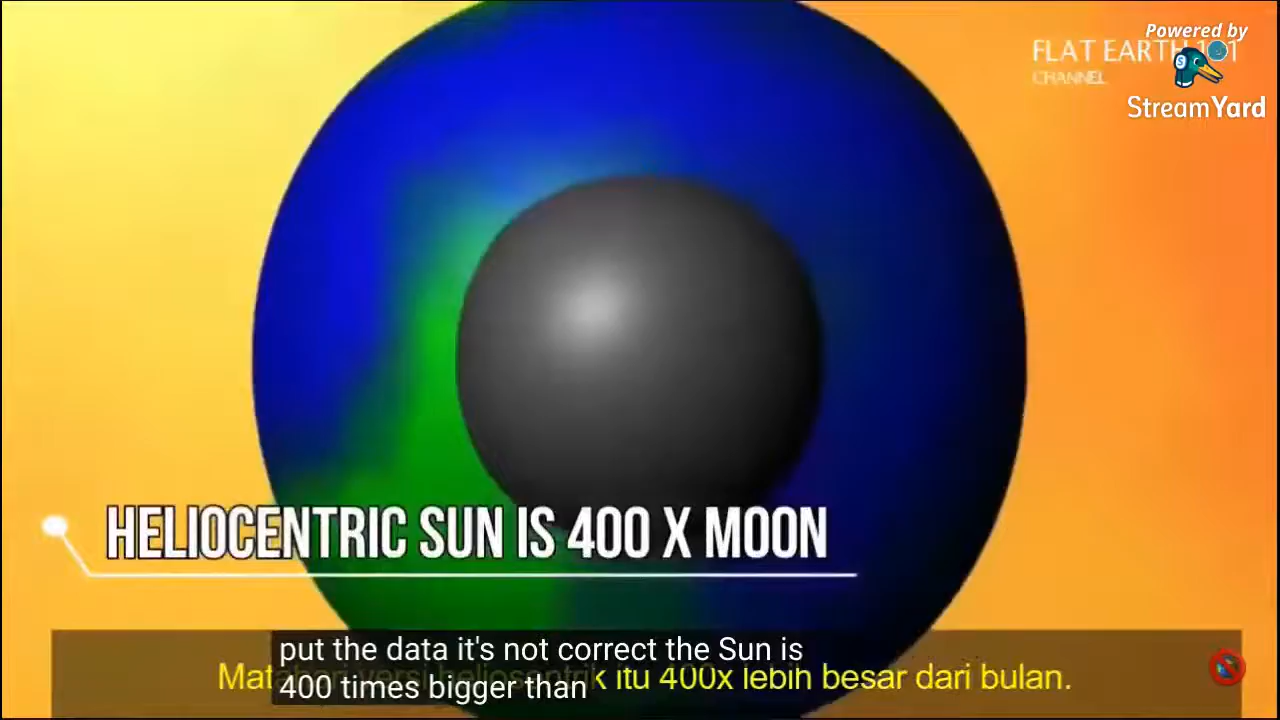 Powered by
FLAT EARTH 101
CHANNEL
StreamYard
HELIOCENTRIC SUN IS 400 X MOON
put the data it's not correct the Sun is
400 times bigger than
itu 400x lebih besar dari bulan.